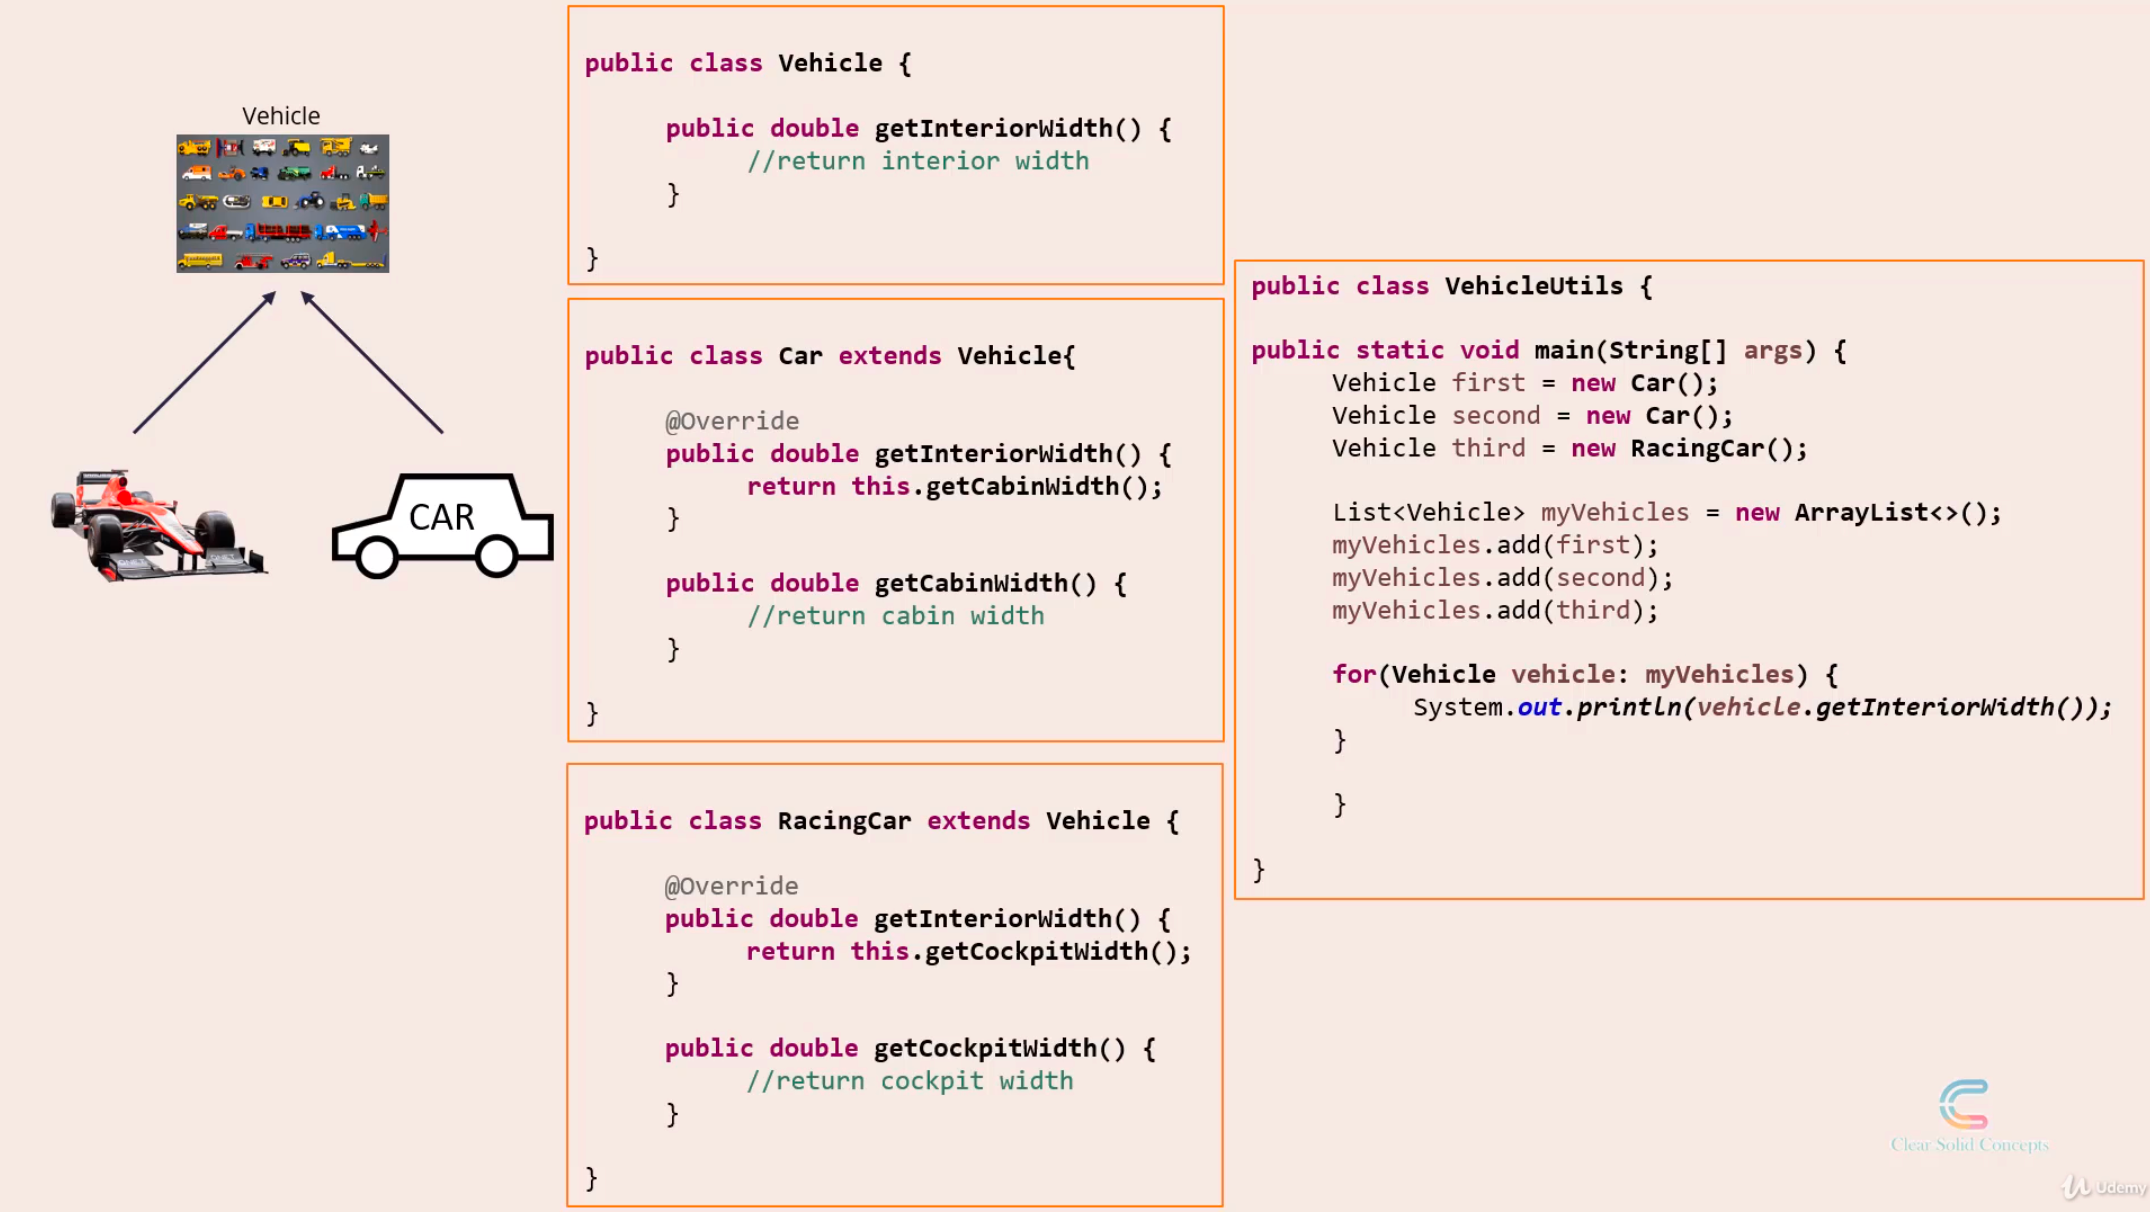 Vehicle
CAR
public class Vehicle {
public double getInteriorWidth() {
//return interior width
}
}
public class Car extends Vehicle{
@Override
public double getInteriorWidth() {
return this.getCabinWidth();
}
public double getCabinWidth() {
//return cabin width
}
}
public class RacingCar extends Vehicle {
@Override
public double getInteriorWidth() {
return this.getCockpitWidth();
}
public double getCockpitWidth() {
//return cockpit width
}
}
public class VehicleUtils {
public static void main(String[] args) {
Vehicle first = new Car();
Vehicle second = new Car();
Vehicle third = new RacingCar();
List<Vehicle> myVehicles = new ArrayList<>();
myVehicles.add(first);
myVehicles.add(second);
myVehicles.add(third);
for(Vehicle vehicle: myVehicles) {
System.out.println(vehicle.getInteriorWidth());
}
}
}
Clear Solid Concepts
Udemy